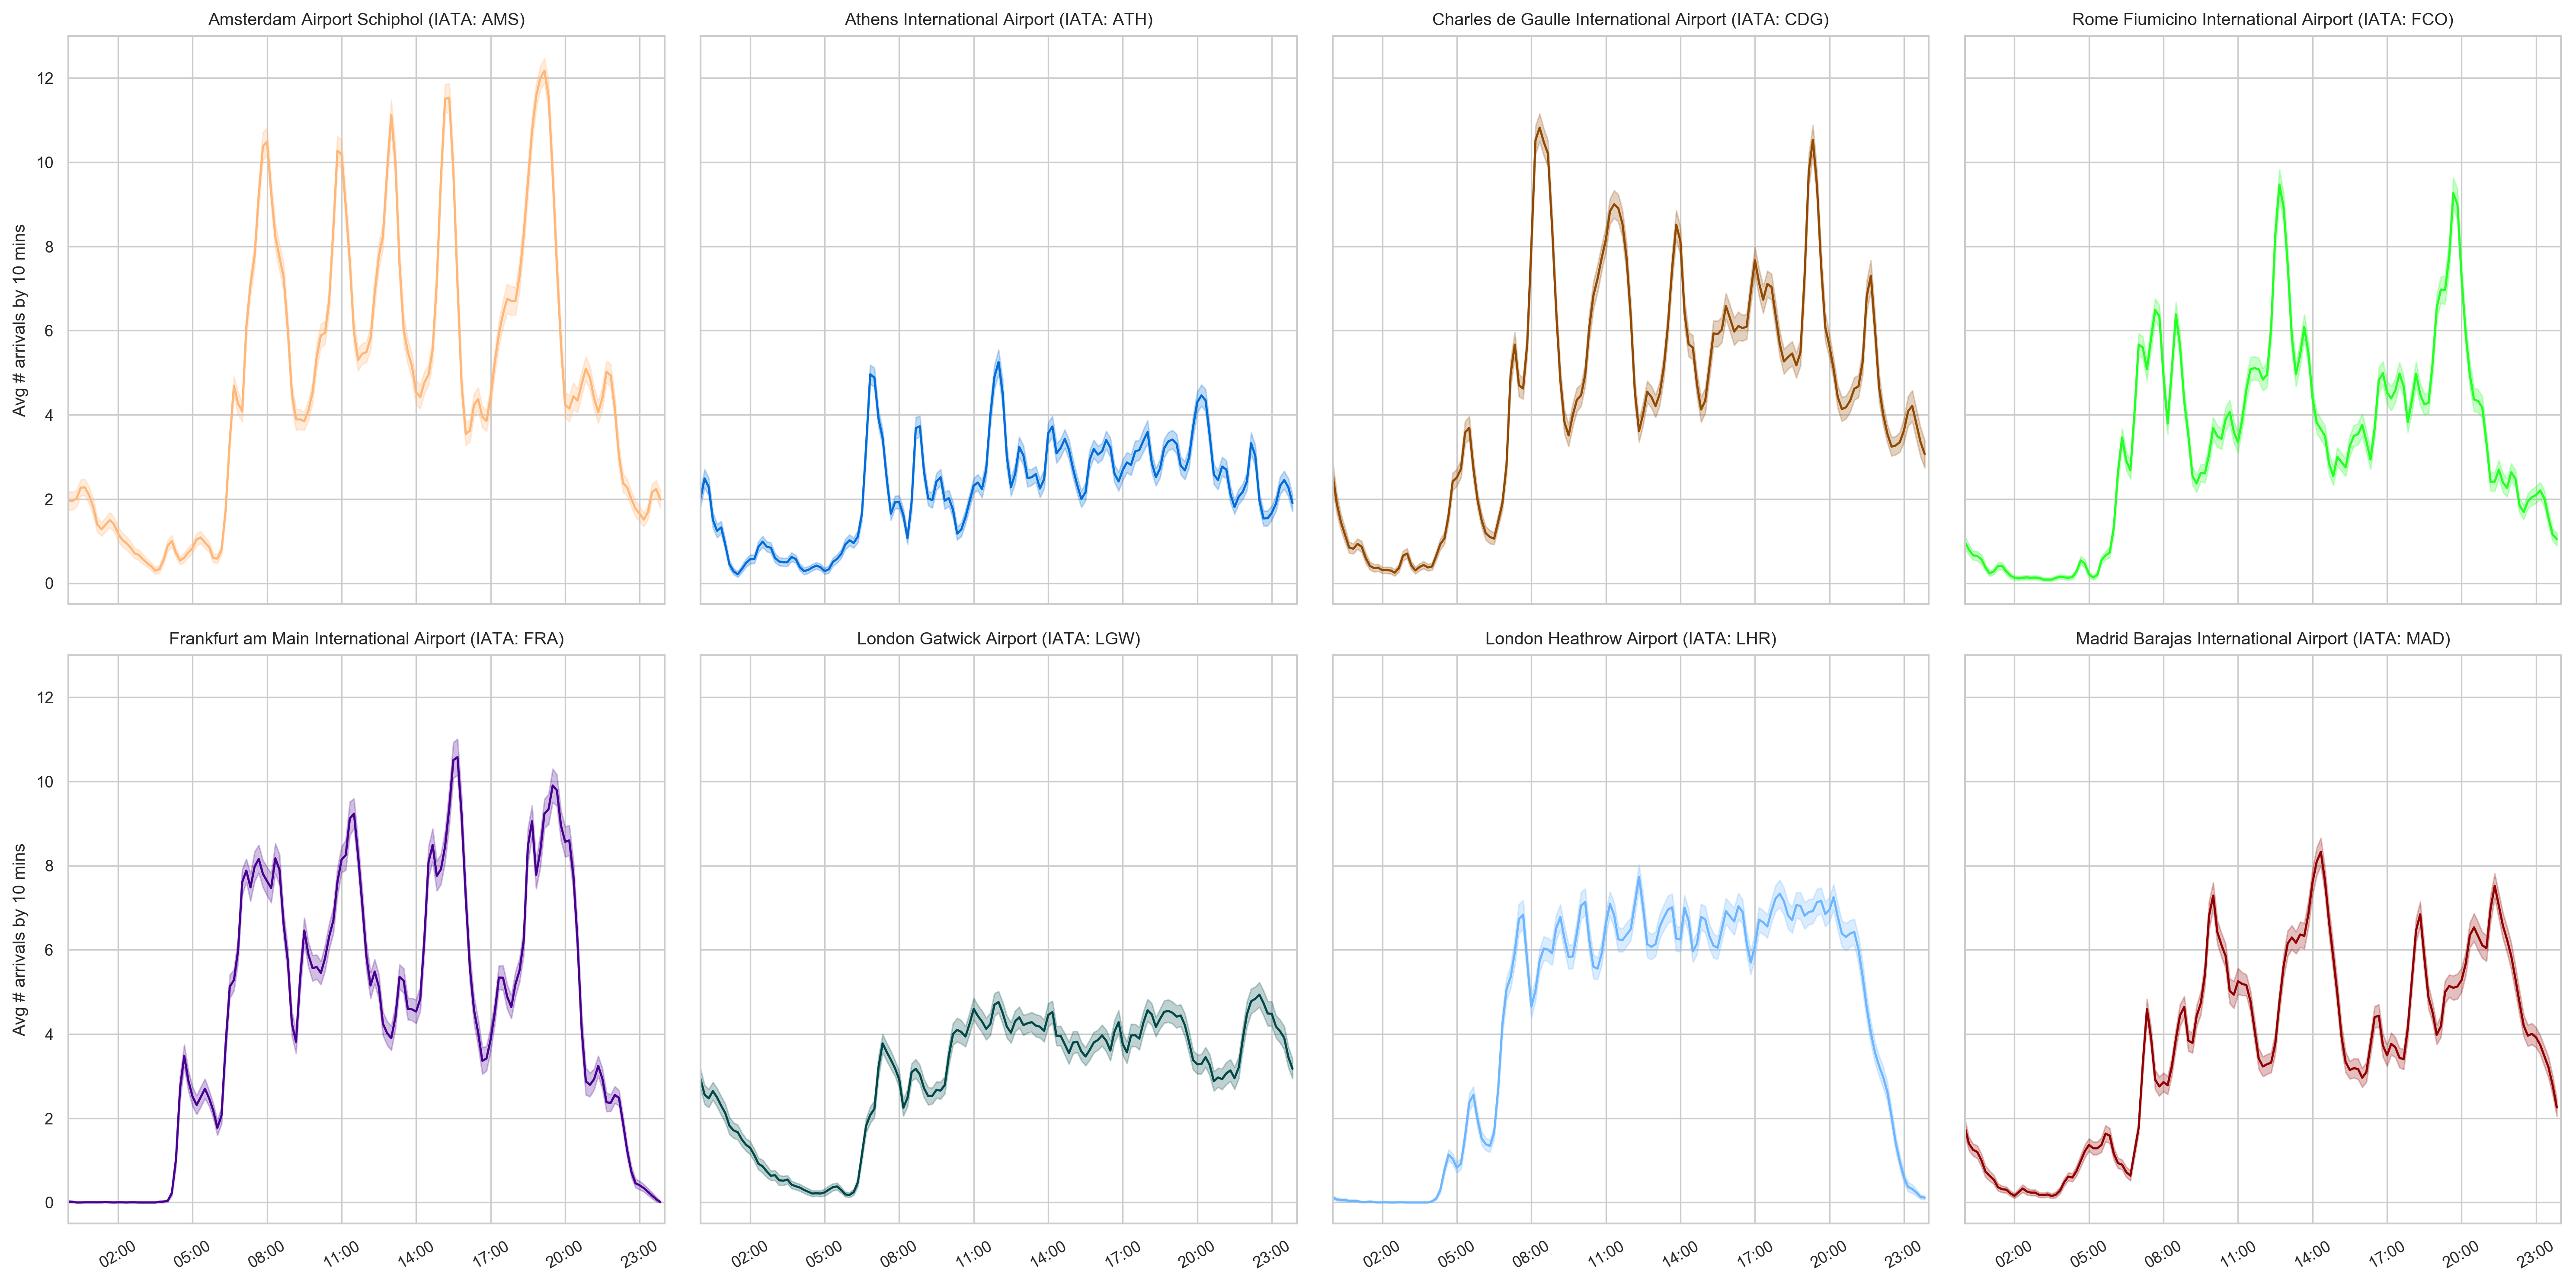 Amsterdam Airport Schiphol (IATA: AMS)
Athens International Airport (IATA: ATH)
Charles de Gaulle International Airport (IATA: CDG)
Rome Fiumicino International Airport (IATA: FCO)
Avg # arrivals by 10 mins
12
10
8
6
4
2
0
Frankfurt am Main International Airport (IATA: FRA)
London Gatwick Airport (IATA: LGW)
London Heathrow Airport (IATA: LHR)
Madrid Barajas International Airport (IATA: MAD)
Avg # arrivals by 10 mins
12
10
8
6
4
2
0
02:00 05:00 08:00 11:00 14:00 17:00 20:00 23:00
02:00 05:00 08:00 11:00 14:00 17:00 20:00 23:00
02:00 05:00 08:00 11:00 14:00 17:00 20:00 23:00
02:00 05:00 08:00 11:00 14:00 17:00 20:00 23:00